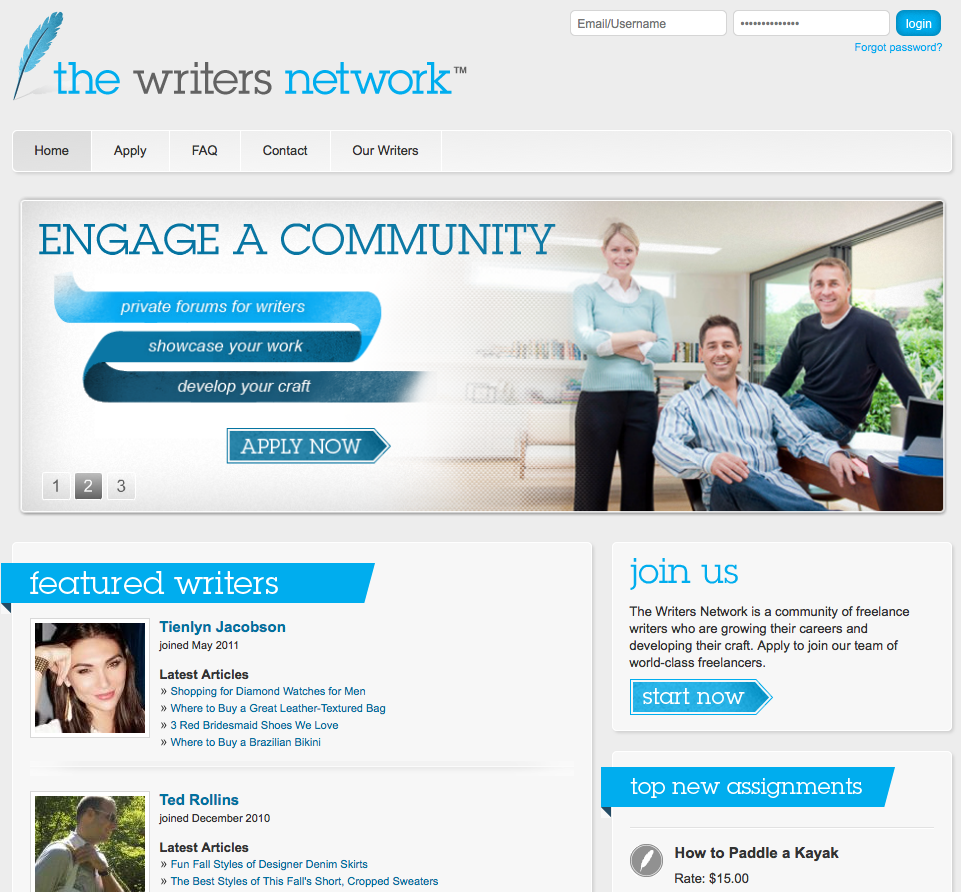 Email/Username
••••••••••••••
login
Forgot password?
the writers network™
Home
Apply
FAQ
Contact
Our Writers
ENGAGE A COMMUNITY
private forums for writers
showcase your work
develop your craft
APPLY NOW
1 2 3
featured writers
Tienlyn Jacobson
joined May 2011
Latest Articles
» Shopping for Diamond Watches for Men
» Where to Buy a Great Leather-Textured Bag
» 3 Red Bridesmaid Shoes We Love
» Where to Buy a Brazilian Bikini
Ted Rollins
joined December 2010
Latest Articles
» Fun Fall Styles of Designer Denim Skirts
» The Best Styles of This Fall's Short, Cropped Sweaters
join us
The Writers Network is a community of freelance
writers who are growing their careers and
developing their craft. Apply to join our team of
world-class freelancers.
start now
top new assignments
How to Paddle a Kayak
Rate: $15.00